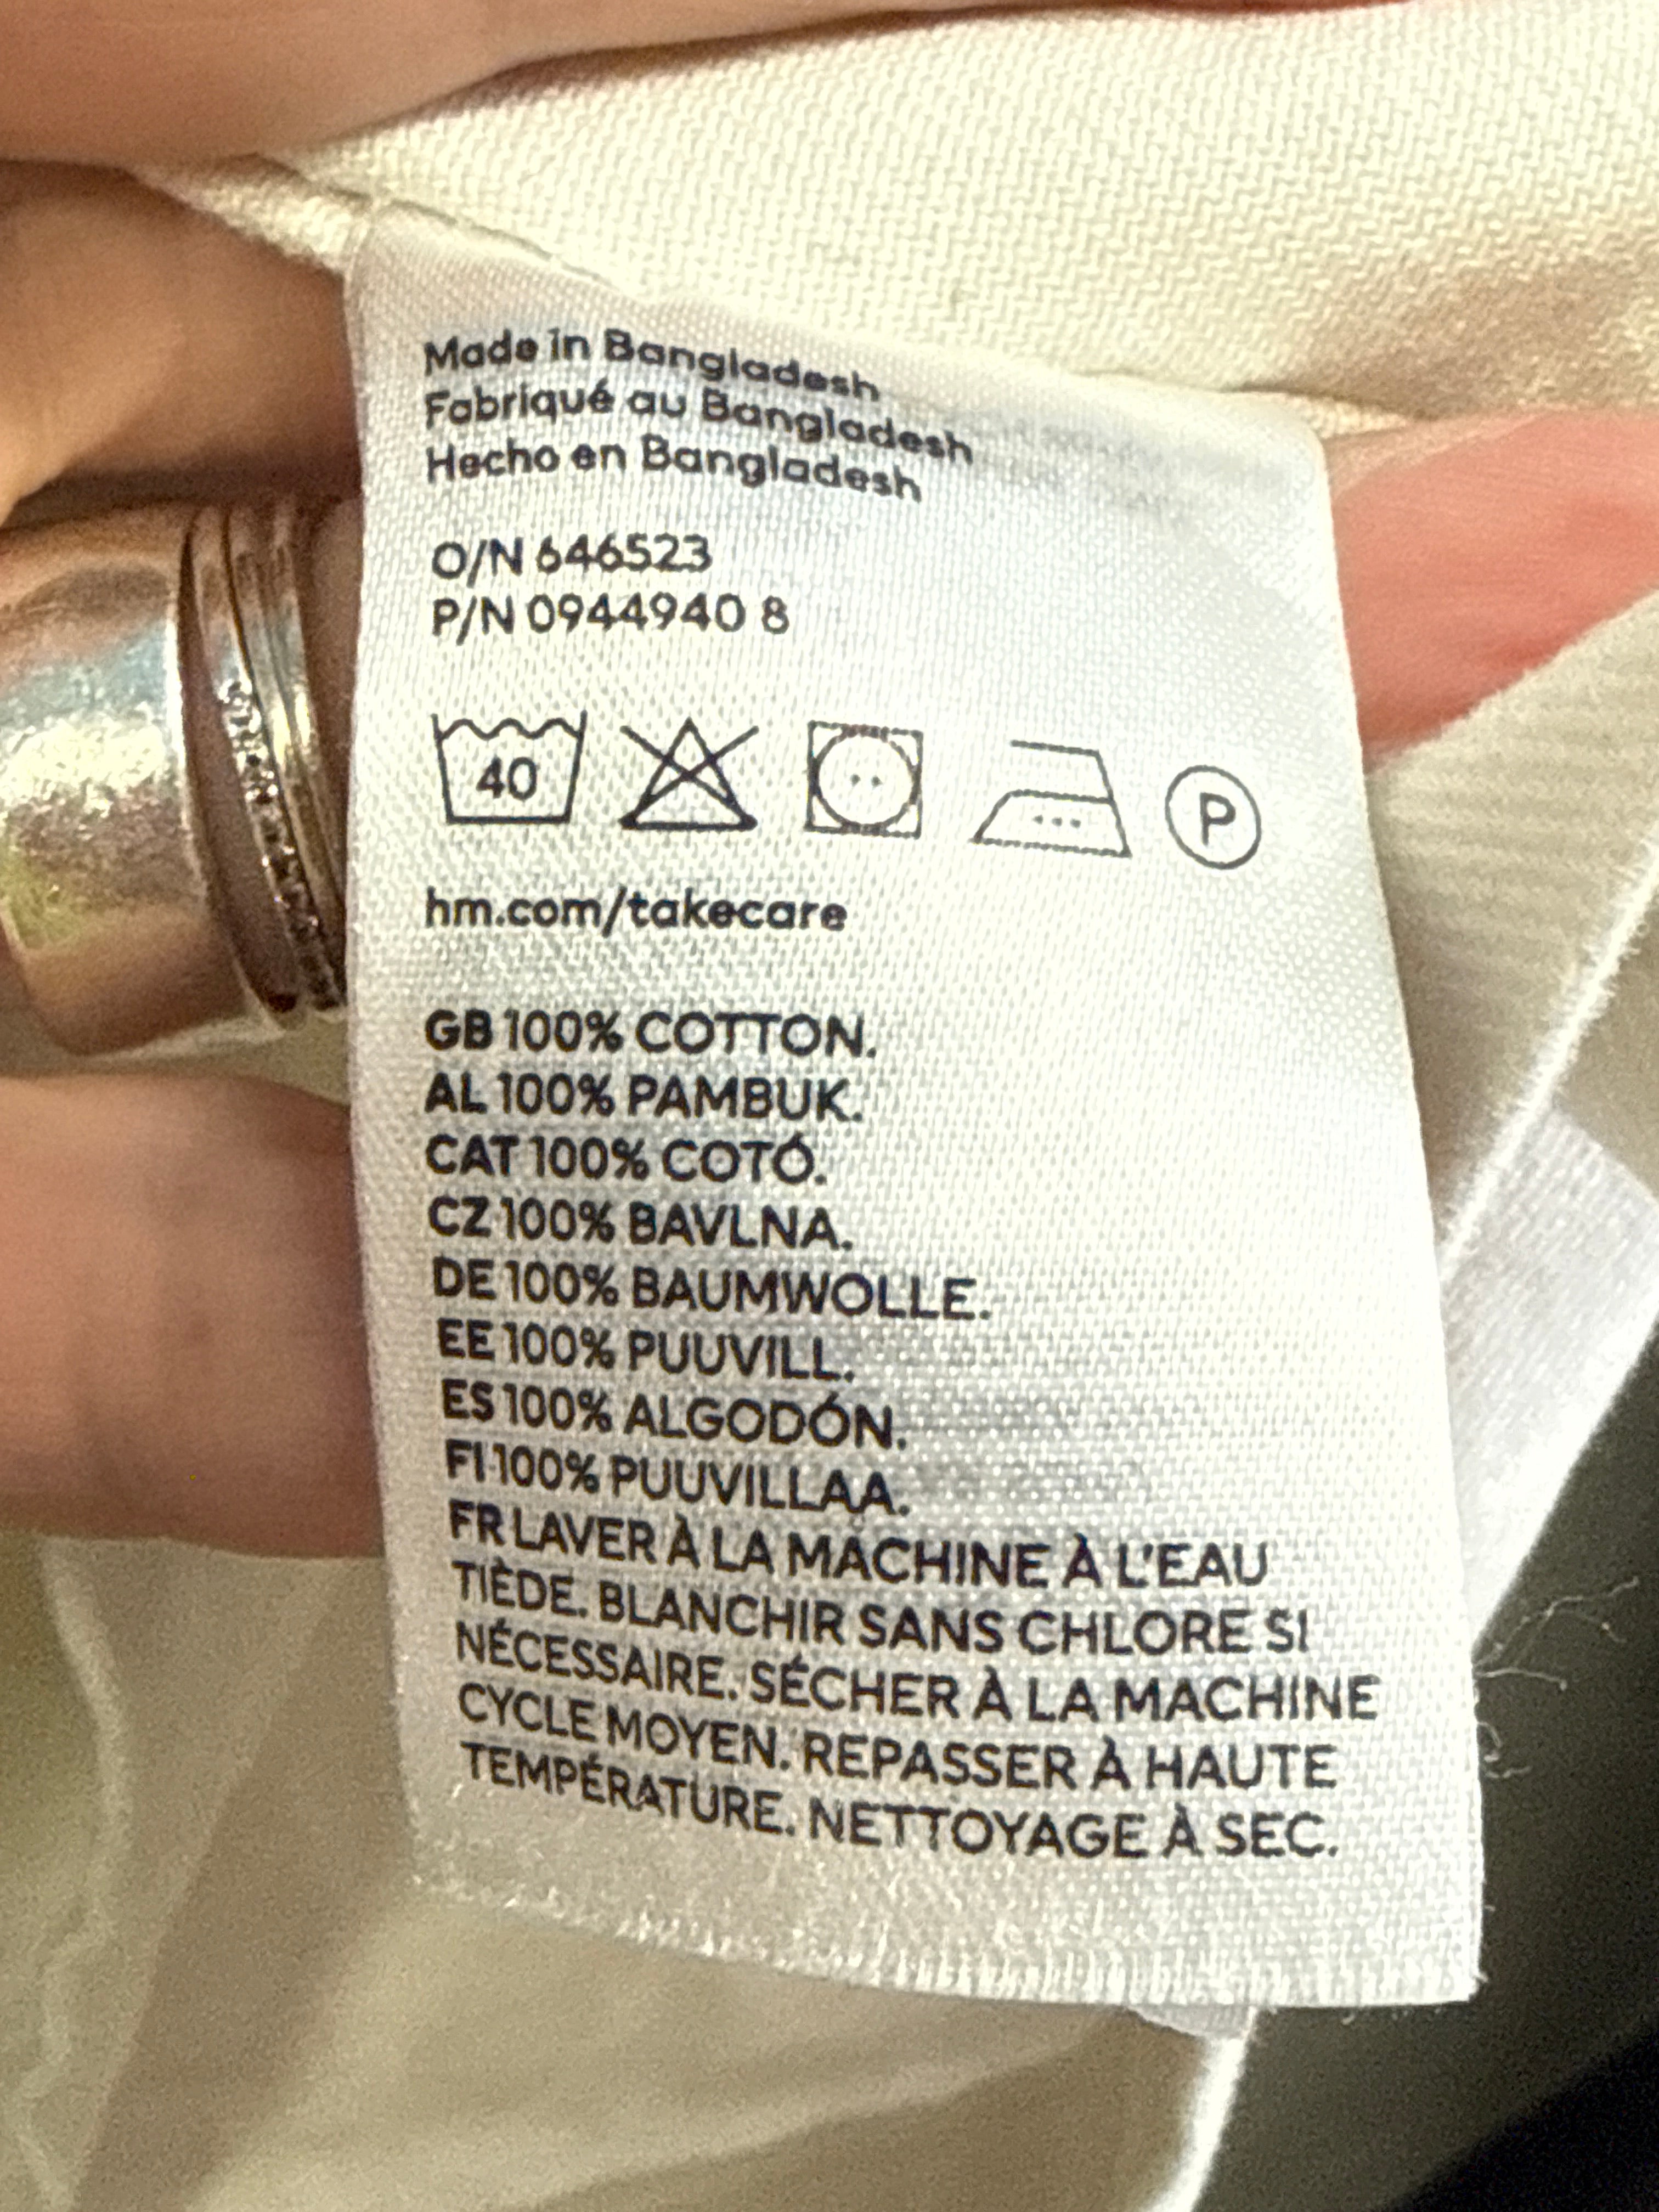 Made in Bangladesh
Fabriqué au Bangladesh
Hecho en Bangladesh
O/N 646523
P/N 0944940 8
40 P
hm.com/takecare
GB 100% COTTON.
AL 100% PAMBUK.
CAT 100% COTÓ.
CZ 100% BAVLNA.
DE 100% BAUMWOLLE.
EE 100% PUUVILL.
ES 100% ALGODÓN.
FI 100% PUUVILLAA.
FR LAVER À LA MACHINE À L'EAU
TIÈDE. BLANCHIR SANS CHLORE SI
NÉCESSAIRE. SÉCHER À LA MACHINE
CYCLE MOYEN. REPASSER À HAUTE
TEMPÉRATURE. NETTOYAGE À SEC.